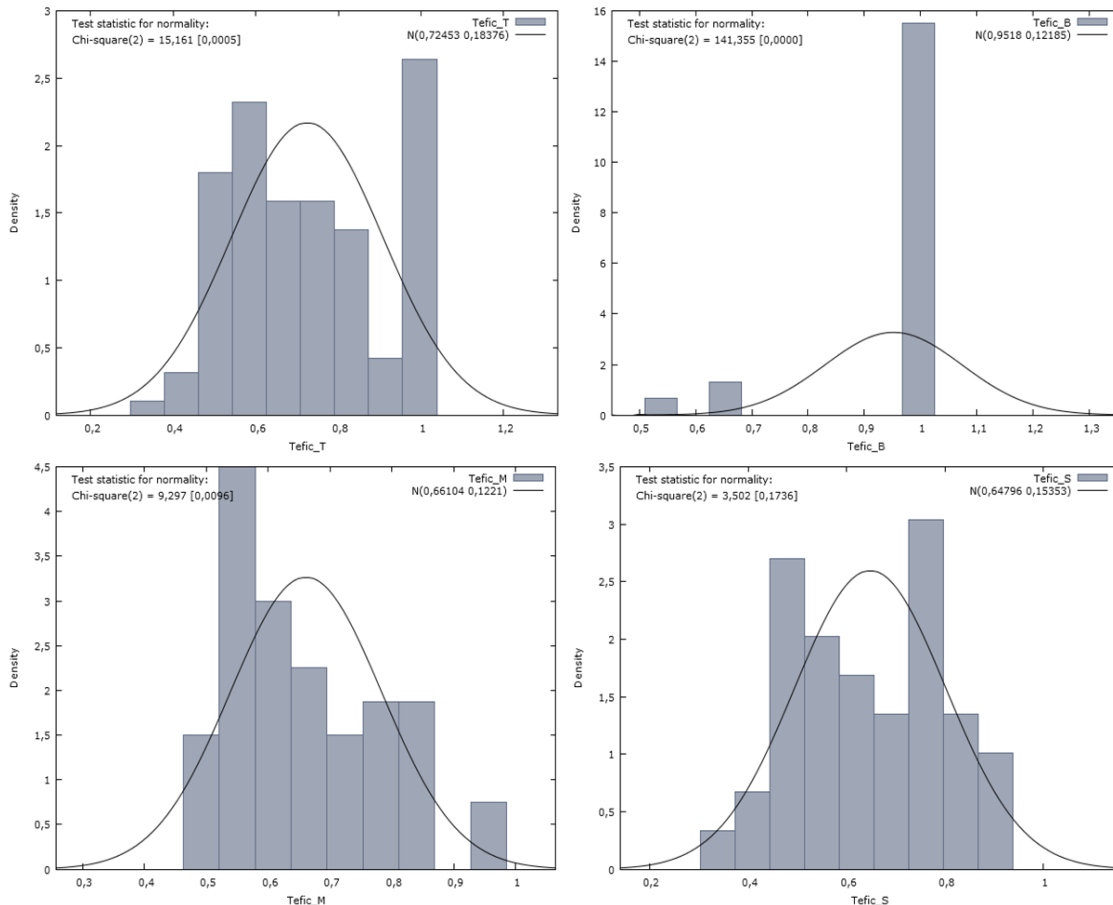 Test statistic for normality:
Chi-square(2) = 15,161 [0,0005]
Tefic_T
N(0,72453 0,18376)
3
2,5
2
1,5
1
0,5
0
Density
0,2 0,4 0,6 0,8 1 1,2
Tefic_T
Test statistic for normality:
Chi-square(2) = 141,355 [0,0000]
Tefic_B
N(0,9518 0,12185)
16
14
12
10
8
6
4
2
0
Density
0,5 0,6 0,7 0,8 0,9 1 1,1 1,2 1,3
Tefic_B
Test statistic for normality:
Chi-square(2) = 9,297 [0,0096]
Tefic_M
N(0,66104 0,1221)
4,5
4
3,5
3
2,5
2
1,5
1
0,5
0
Density
0,3 0,4 0,5 0,6 0,7 0,8 0,9 1
Tefic_M
Test statistic for normality:
Chi-square(2) = 3,502 [0,1736]
Tefic_S
N(0,64796 0,15353)
3,5
3
2,5
2
1,5
1
0,5
0
Density
0,2 0,4 0,6 0,8 1
Tefic_S